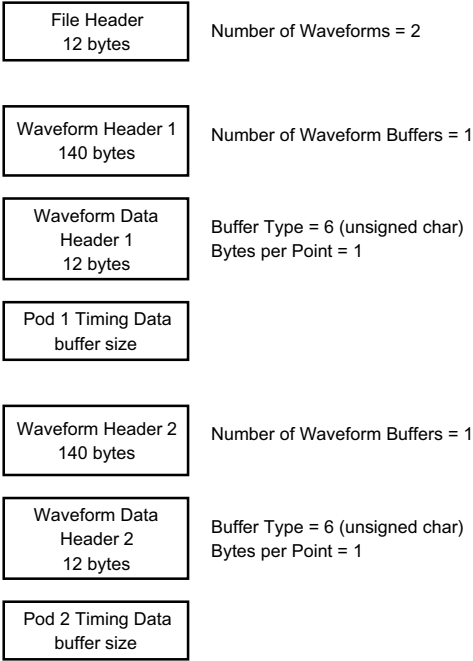 File Header
12 bytes
Number of Waveforms = 2
Waveform Header 1
140 bytes
Number of Waveform Buffers = 1
Waveform Data
Header 1
12 bytes
Buffer Type = 6 (unsigned char)
Bytes per Point = 1
Pod 1 Timing Data
buffer size
Waveform Header 2
140 bytes
Number of Waveform Buffers = 1
Waveform Data
Header 2
12 bytes
Buffer Type = 6 (unsigned char)
Bytes per Point = 1
Pod 2 Timing Data
buffer size